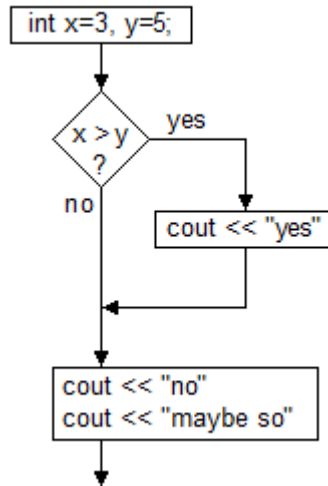 int x=3, y=5;
x > y
?
yes
no
cout << "yes"
cout << "no"
cout << "maybe so"